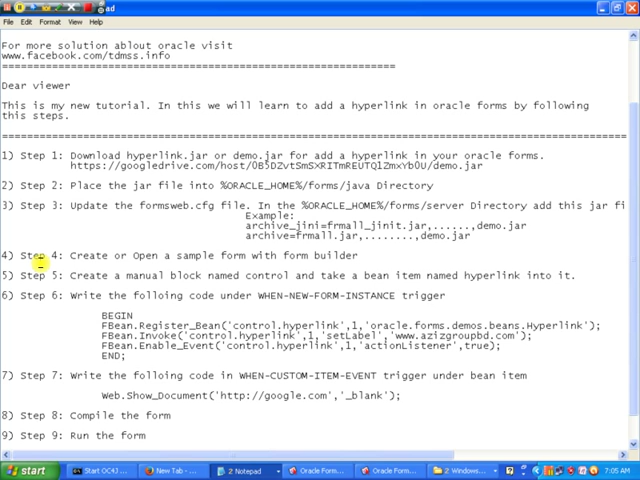 ad
File Edit Format View Help
For more solution ablout oracle visit
www.facebook.com/tdmss.info
================================================================================
Dear viewer
This is my new tutorial. In this we will learn to add a hyperlink in oracle forms by following
this steps.
================================================================================
1) Step 1: Download hyperlink.jar or demo.jar for add a hyperlink in your oracle forms.
https://googledrive.com/host/0B5DZvtSmSXRITmREUTQlZmxYb0U/demo.jar
2) Step 2: Place the jar file into %ORACLE_HOME%/forms/java Directory
3) Step 3: Update the formsweb.cfg file. In the %ORACLE_HOME%/forms/server Directory add this jar fi
Example:
archive_jini=frmall_jinit.jar,......,demo.jar
archive=frmall.jar,........,demo.jar
4) Step 4: Create or Open a sample form with form builder
5) Step 5: Create a manual block named control and take a bean item named hyperlink into it.
6) Step 6: Write the folloing code under WHEN-NEW-FORM-INSTANCE trigger
BEGIN
FBean.Register_Bean('control.hyperlink',1,'oracle.forms.demos.beans.Hyperlink');
FBean.Invoke('control.hyperlink',1,'setLabel','www.azizgroupbd.com');
FBean.Enable_Event('control.hyperlink',1,'actionListener',true);
END;
7) Step 7: Write the folloing code in WHEN-CUSTOM-ITEM-EVENT trigger under bean item
Web.Show_Document('http://google.com','_blank');
8) Step 8: Compile the form
9) Step 9: Run the form
start
Start OC4J ...
New Tab - ...
2 Notepad
Oracle Form...
Oracle Form...
2 Windows...
7:05 AM